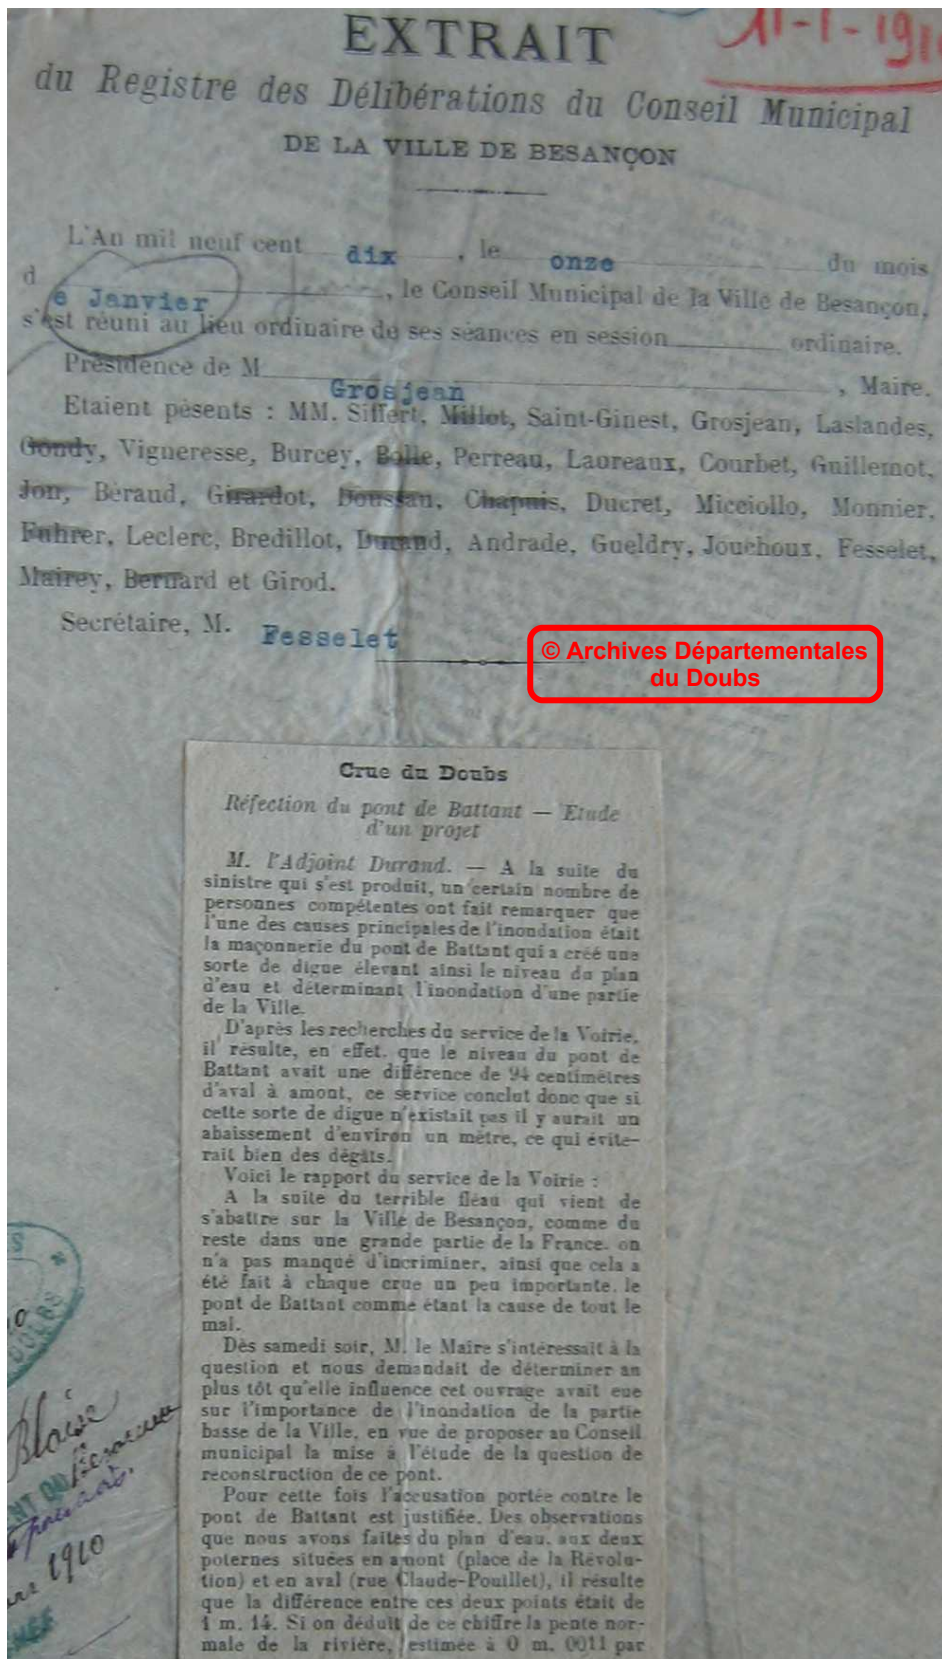 11-1-191
EXTRAIT
du Registre des Délibérations du Conseil Municipal
DE LA VILLE DE BESANÇON
L'An mil neuf cent dix, le onze du mois
de Janvier, le Conseil Municipal de la Ville de Besançon,
s'est réuni au lieu ordinaire de ses séances en session ordinaire.
Présidence de M Grosjean, Maire.
Etaient pèsents : MM. Siffert, Millot, Saint-Ginest, Grosjean, Laslandes,
Gondy, Vigneresse, Burcey, Bolle, Perreau, Laoreaux, Courbet, Guillemot,
Jon, Béraud, Girardot, Doussau, Chapuis, Ducret, Micciollo, Monnier,
Fuhrer, Leclerc, Bredillot, Durand, Andrade, Gueldry, Jouchoux, Fesselet,
Mairey, Bernard et Girod.
Secrétaire, M. Fesselet
© Archives Départementales
du Doubs
Crue du Doubs
Réfection du pont de Battant — Etude
d'un projet
M. l'Adjoint Durand. — A la suite du
sinistre qui s'est produit, un certain nombre de
personnes compétentes ont fait remarquer que
l'une des causes principales de l'inondation était
la maçonnerie du pont de Battant qui a créé une
sorte de digue élevant ainsi le niveau du plan
d'eau et déterminant l'inondation d'une partie
de la Ville.
D'après les recherches du service de la Voirie,
il résulte, en effet, que le niveau du pont de
Battant avait une différence de 94 centimètres
d'aval à amont, ce service conclut donc que si
cette sorte de digue n'existait pas il y aurait un
abaissement d'environ un mètre, ce qui évite-
rait bien des dégâts.
Voici le rapport du service de la Voirie :
A la suite du terrible fléau qui vient de
s'abattre sur la Ville de Besançon, comme du
reste dans une grande partie de la France, on
n'a pas manqué d'incriminer, ainsi que cela a
été fait à chaque crue un peu importante, le
pont de Battant comme étant la cause de tout le
mal.
Dès samedi soir, M. le Maire s'intéressait à la
question et nous demandait de déterminer au
plus tôt qu'elle influence cet ouvrage avait eue
sur l'importance de l'inondation de la partie
basse de la Ville, en vue de proposer au Conseil
municipal la mise à l'étude de la question de
reconstruction de ce pont.
Pour cette fois l'accusation portée contre le
pont de Battant est justifiée. Des observations
que nous avons faites du plan d'eau, aux deux
poternes situées en amont (place de la Révolu-
tion) et en aval (rue Claude-Pouillet), il résulte
que la différence entre ces deux points était de
1 m. 14. Si on déduit de ce chiffre la pente nor-
male de la rivière, estimée à 0 m. 0011 par
Blaise
1910